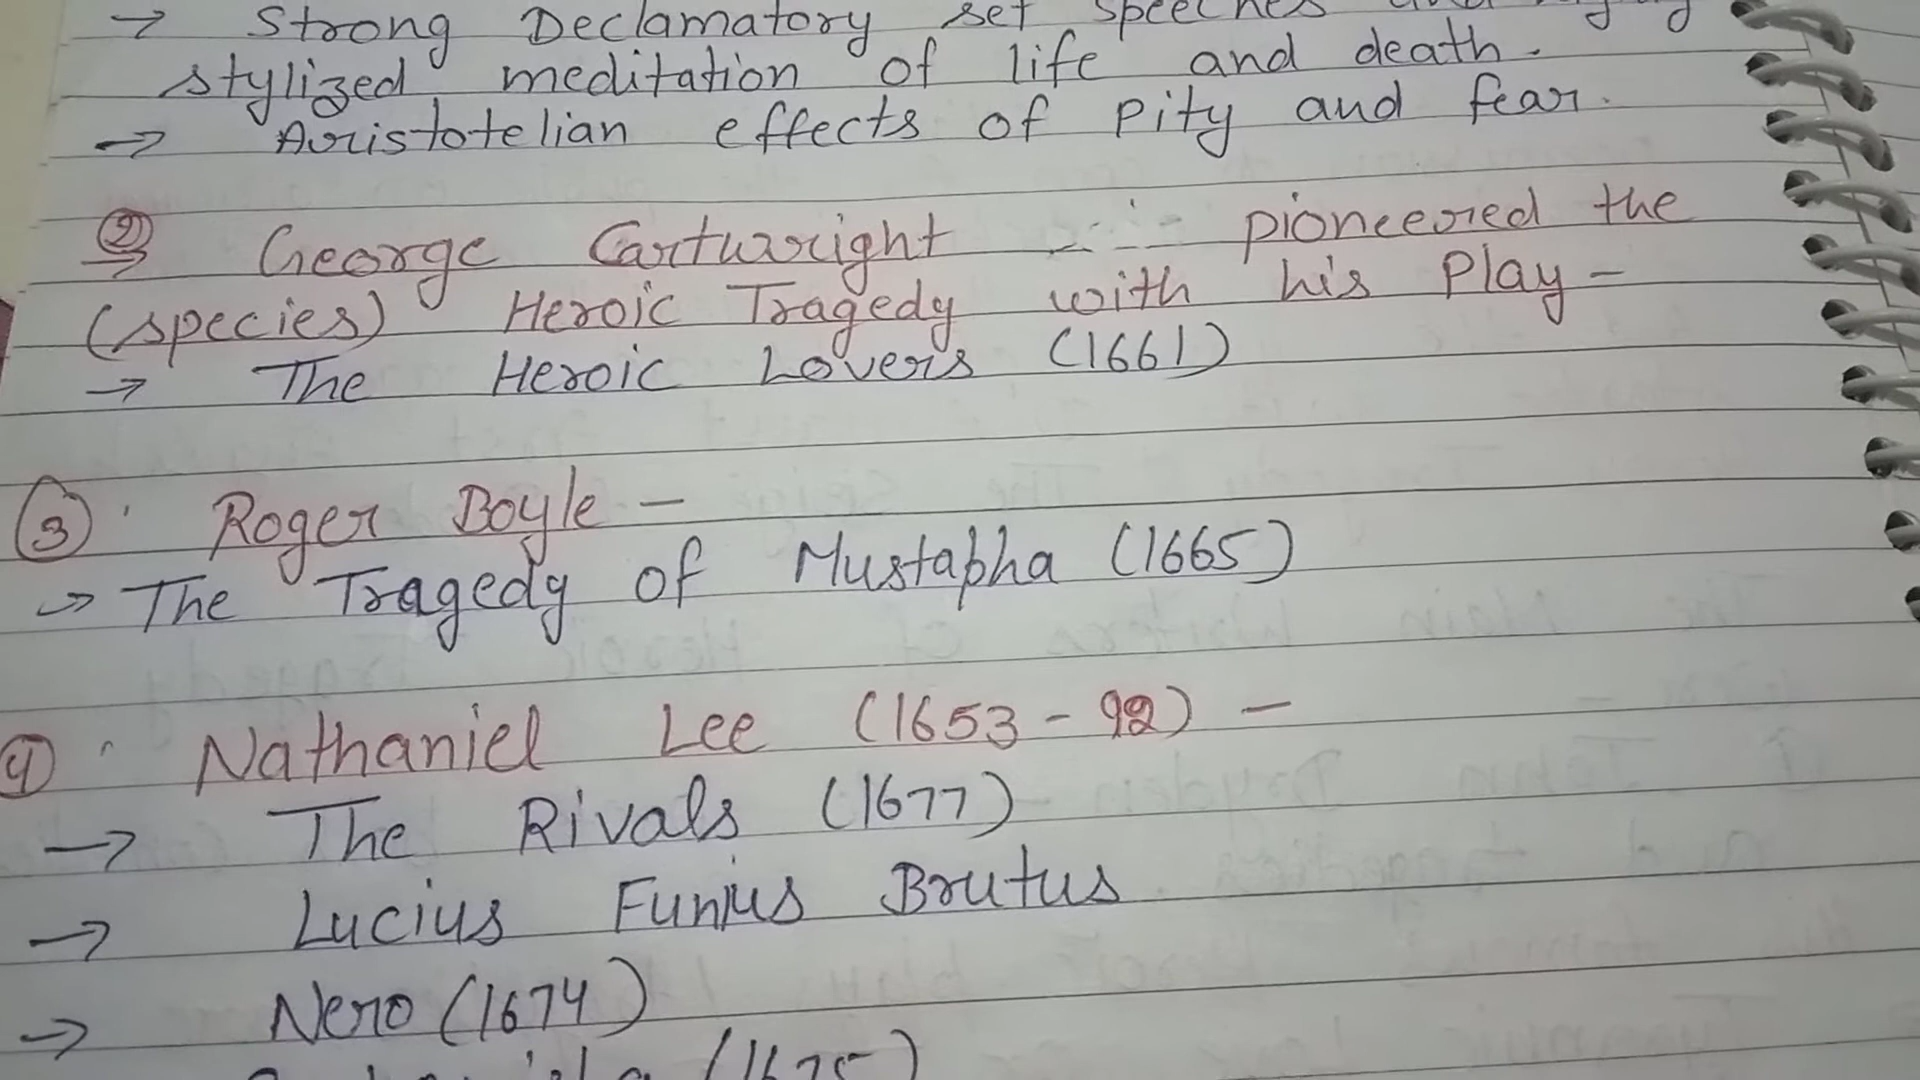 → Strong Declamatory set speeches and
stylized meditation of life and death.
→ Aristotelian effects of Pity and fear.
② George Cartwright pioneered the
(species) Heroic Tragedy with his Play -
→ The Heroic Lovers (1661)
③ Roger Boyle -
→ The Tragedy of Mustapha (1665)
④ Nathaniel Lee (1653 - 92) -
→ The Rivals (1677)
→ Lucius Funius Brutus
→ Nero (1674)
(1675)